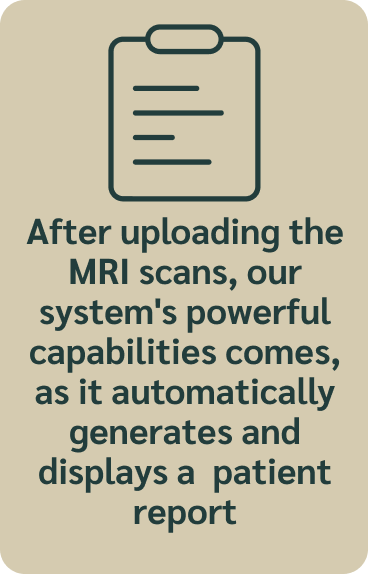 After uploading the
MRI scans, our
system's powerful
capabilities comes,
as it automatically
generates and
displays a  patient
report